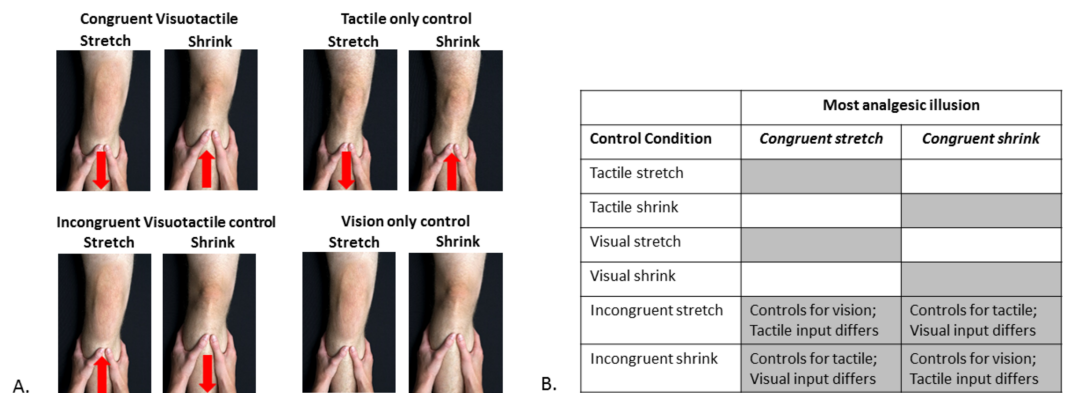 Congruent Visuotactile
Stretch Shrink
Tactile only control
Stretch Shrink
Incongruent Visuotactile control
Stretch Shrink
Vision only control
Stretch Shrink
A.
Most analgesic illusion
Control Condition Congruent stretch Congruent shrink
Tactile stretch
Tactile shrink
Visual stretch
Visual shrink
Incongruent stretch
Controls for vision;
Tactile input differs
Controls for tactile;
Visual input differs
Incongruent shrink
Controls for tactile;
Visual input differs
Controls for vision;
Tactile input differs
B.